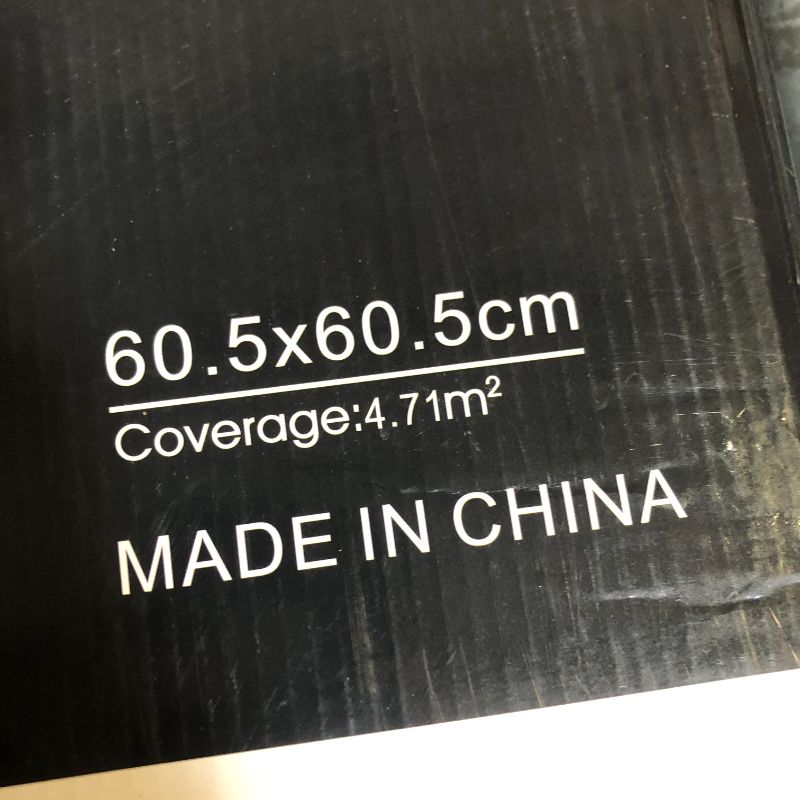 60.5x60.5cm
Coverage:4.71m²
MADE IN CHINA